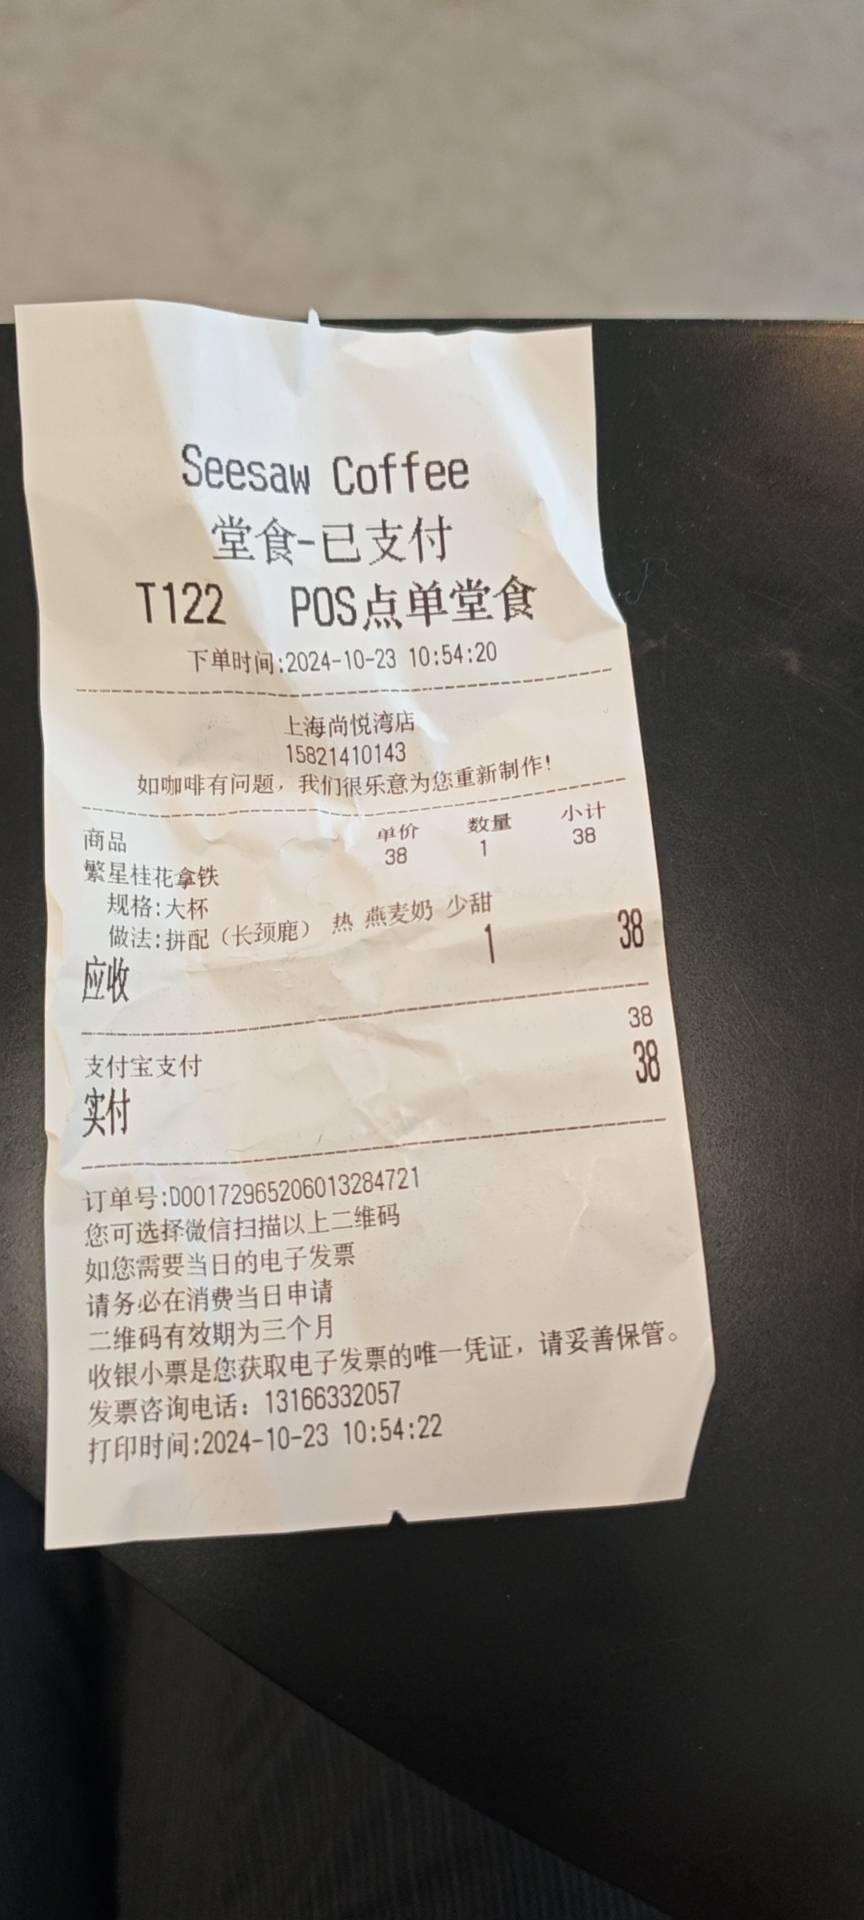 Seesaw Coffee
堂食-已支付
T122 POS点单堂食
下单时间:2024-10-23 10:54:20
上海尚悦湾店
15821410143
如咖啡有问题，我们很乐意为您重新制作!
商品 单价 数量 小计
繁星桂花拿铁 38 1 38
规格:大杯
做法:拼配（长颈鹿） 热 燕麦奶 少甜
应收 1 38
支付宝支付 38
实付 38
订单号:D00172965206013284721
您可选择微信扫描以上二维码
如您需要当日的电子发票
请务必在消费当日申请
二维码有效期为三个月
收银小票是您获取电子发票的唯一凭证，请妥善保管。
发票咨询电话：13166332057
打印时间:2024-10-23 10:54:22